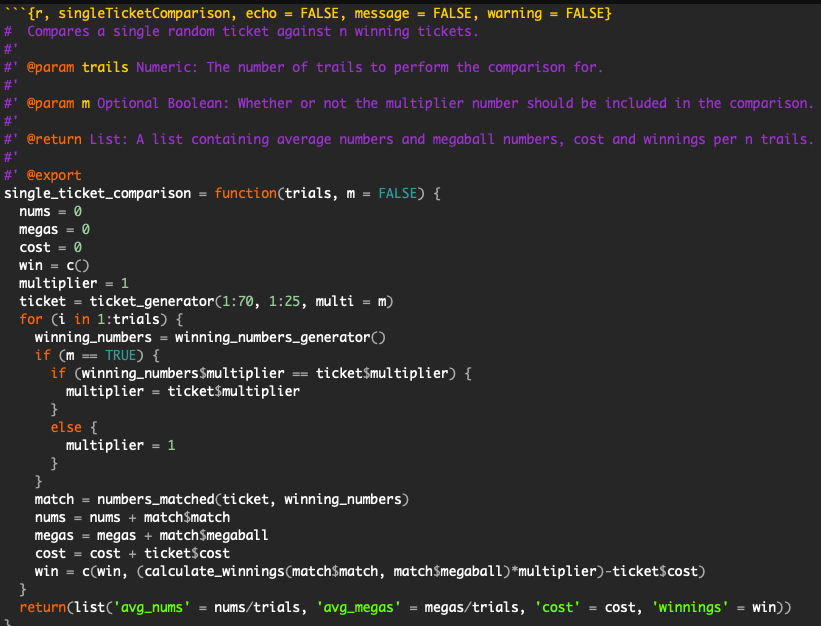 ```{r, singleTicketComparison, echo = FALSE, message = FALSE, warning = FALSE}
#  Compares a single random ticket against n winning tickets.
#'
#' @param trails Numeric: The number of trails to perform the comparison for.
#'
#' @param m Optional Boolean: Whether or not the multiplier number should be included in the comparison.
#'
#' @return List: A list containing average numbers and megaball numbers, cost and winnings per n trails.
#'
#' @export
single_ticket_comparison = function(trials, m = FALSE) {
  nums = 0
  megas = 0
  cost = 0
  win = c()
  multiplier = 1
  ticket = ticket_generator(1:70, 1:25, multi = m)
  for (i in 1:trials) {
    winning_numbers = winning_numbers_generator()
    if (m == TRUE) {
      if (winning_numbers$multiplier == ticket$multiplier) {
        multiplier = ticket$multiplier
      }
      else {
        multiplier = 1
      }
    }
    match = numbers_matched(ticket, winning_numbers)
    nums = nums + match$match
    megas = megas + match$megaball
    cost = cost + ticket$cost
    win = c(win, (calculate_winnings(match$match, match$megaball)*multiplier)-ticket$cost)
  }
  return(list('avg_nums' = nums/trials, 'avg_megas' = megas/trials, 'cost' = cost, 'winnings' = win))
}